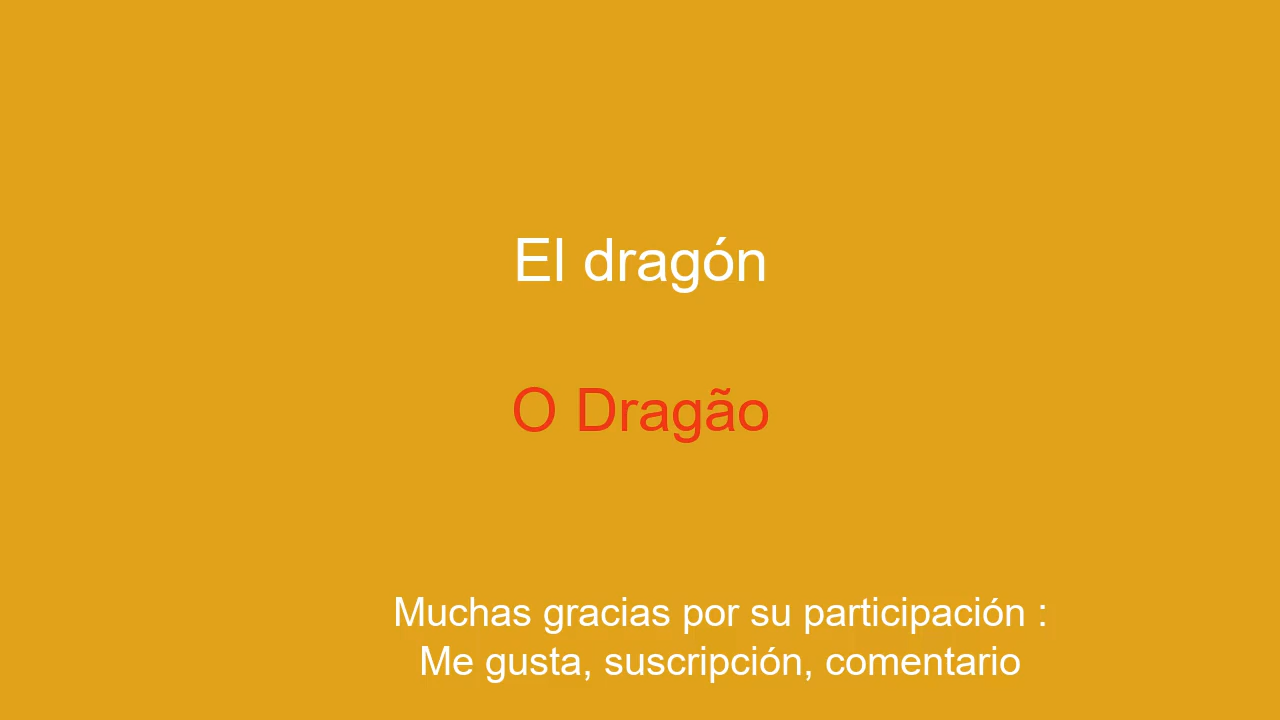 El dragón
O Dragão
Muchas gracias por su participación :
Me gusta, suscripción, comentario